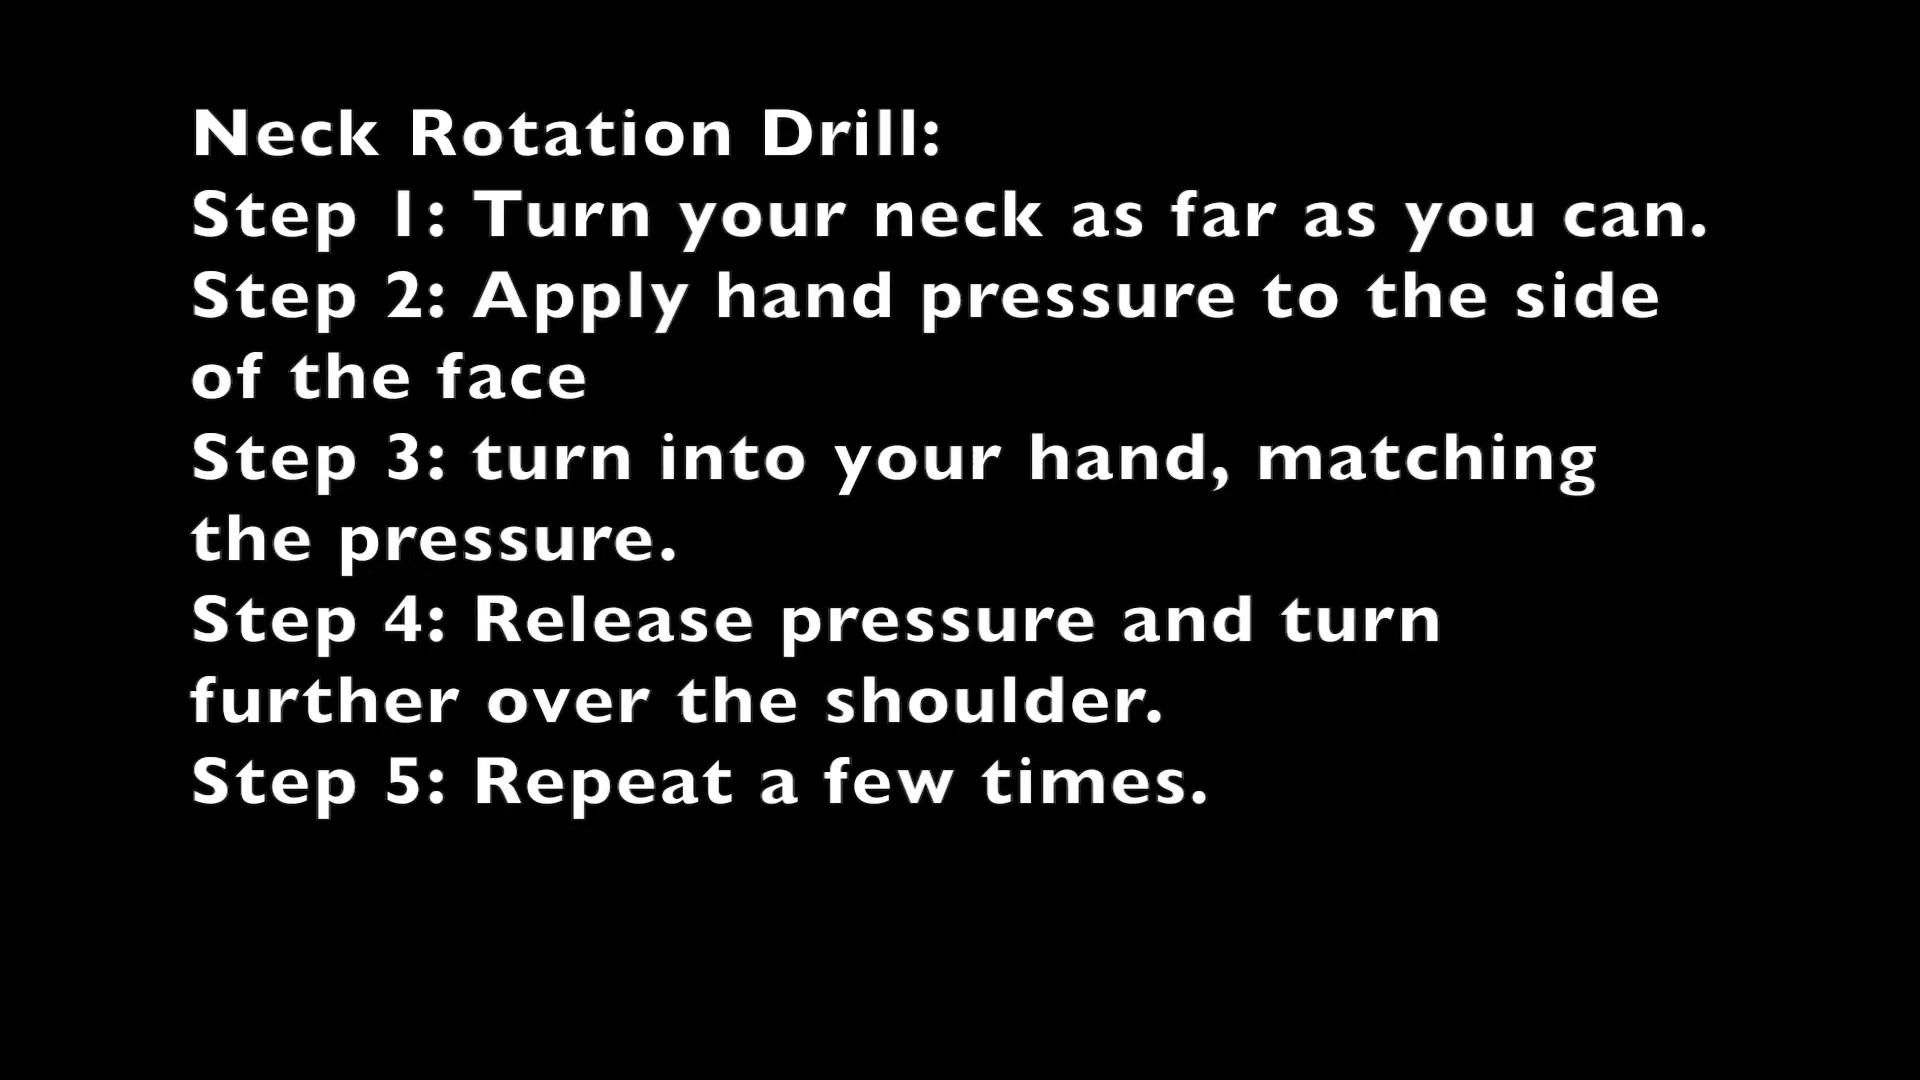 Neck Rotation Drill:
Step 1: Turn your neck as far as you can.
Step 2: Apply hand pressure to the side
of the face
Step 3: turn into your hand, matching
the pressure.
Step 4: Release pressure and turn
further over the shoulder.
Step 5: Repeat a few times.